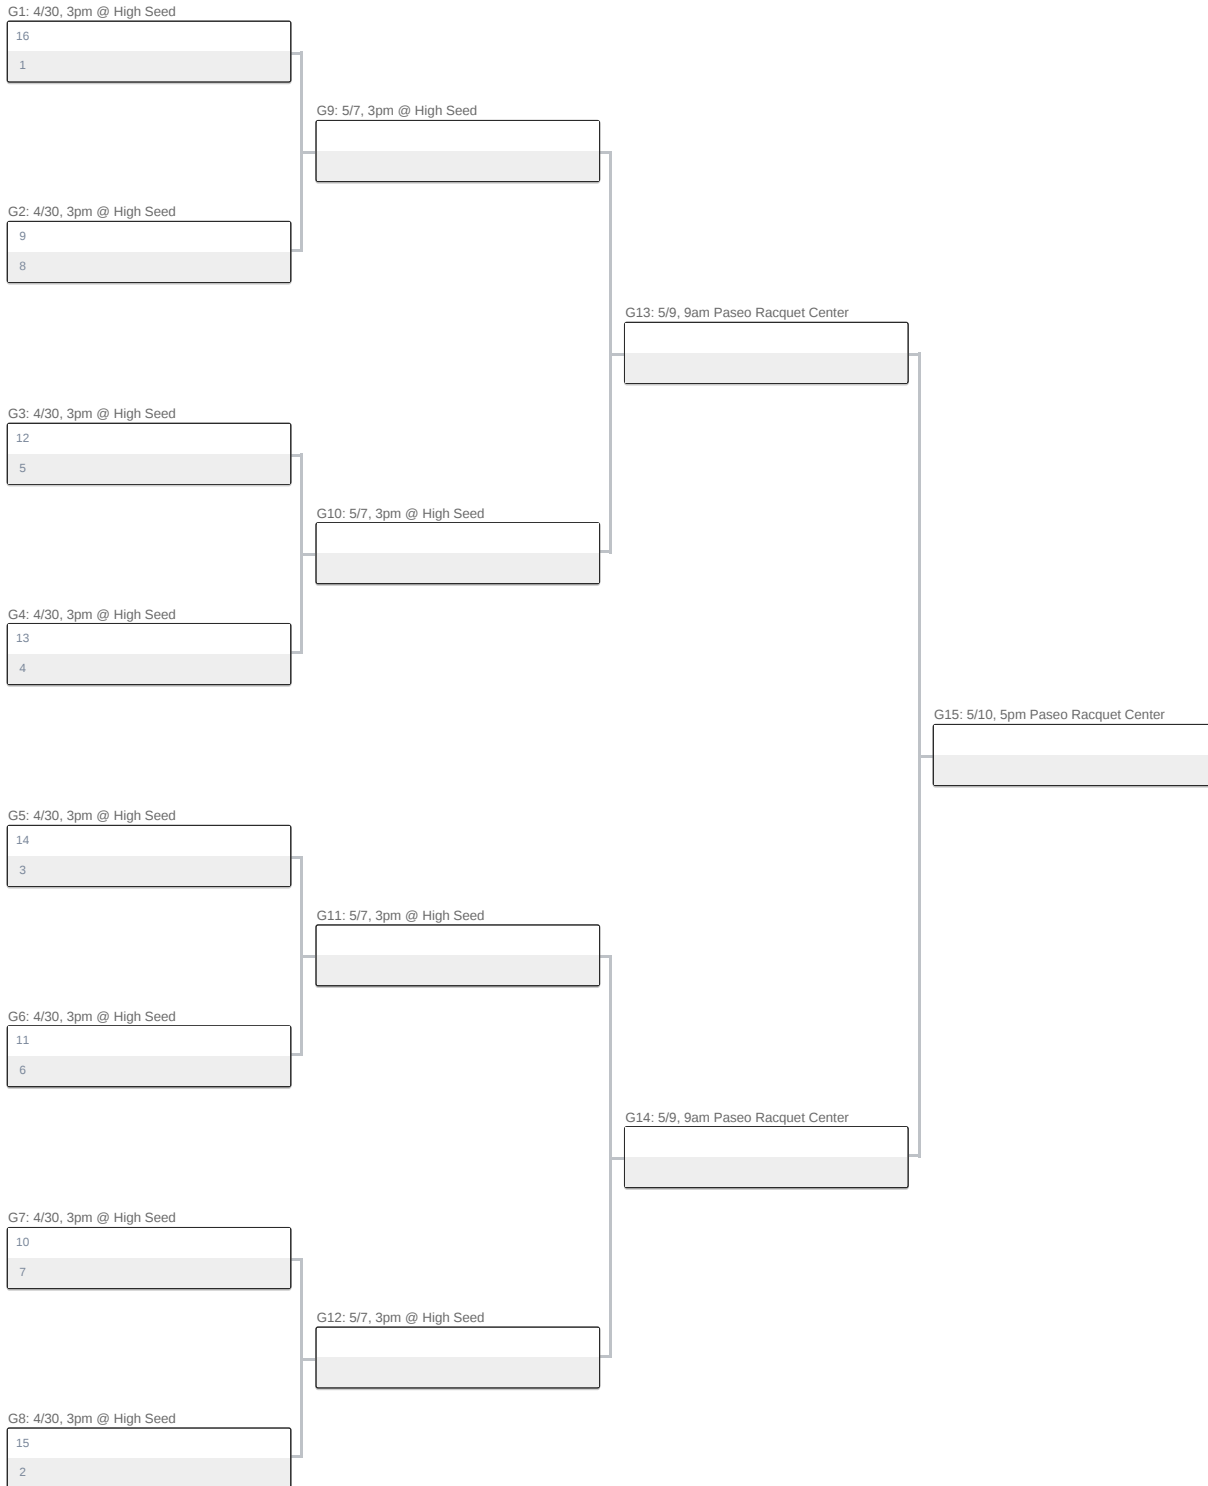 G1: 4/30, 3pm @ High Seed
16
1
G9: 5/7, 3pm @ High Seed
G2: 4/30, 3pm @ High Seed
9
8
G13: 5/9, 9am Paseo Racquet Center
G3: 4/30, 3pm @ High Seed
12
5
G10: 5/7, 3pm @ High Seed
G4: 4/30, 3pm @ High Seed
13
4
G15: 5/10, 5pm Paseo Racquet Center
G5: 4/30, 3pm @ High Seed
14
3
G11: 5/7, 3pm @ High Seed
G6: 4/30, 3pm @ High Seed
11
6
G14: 5/9, 9am Paseo Racquet Center
G7: 4/30, 3pm @ High Seed
10
7
G12: 5/7, 3pm @ High Seed
G8: 4/30, 3pm @ High Seed
15
2